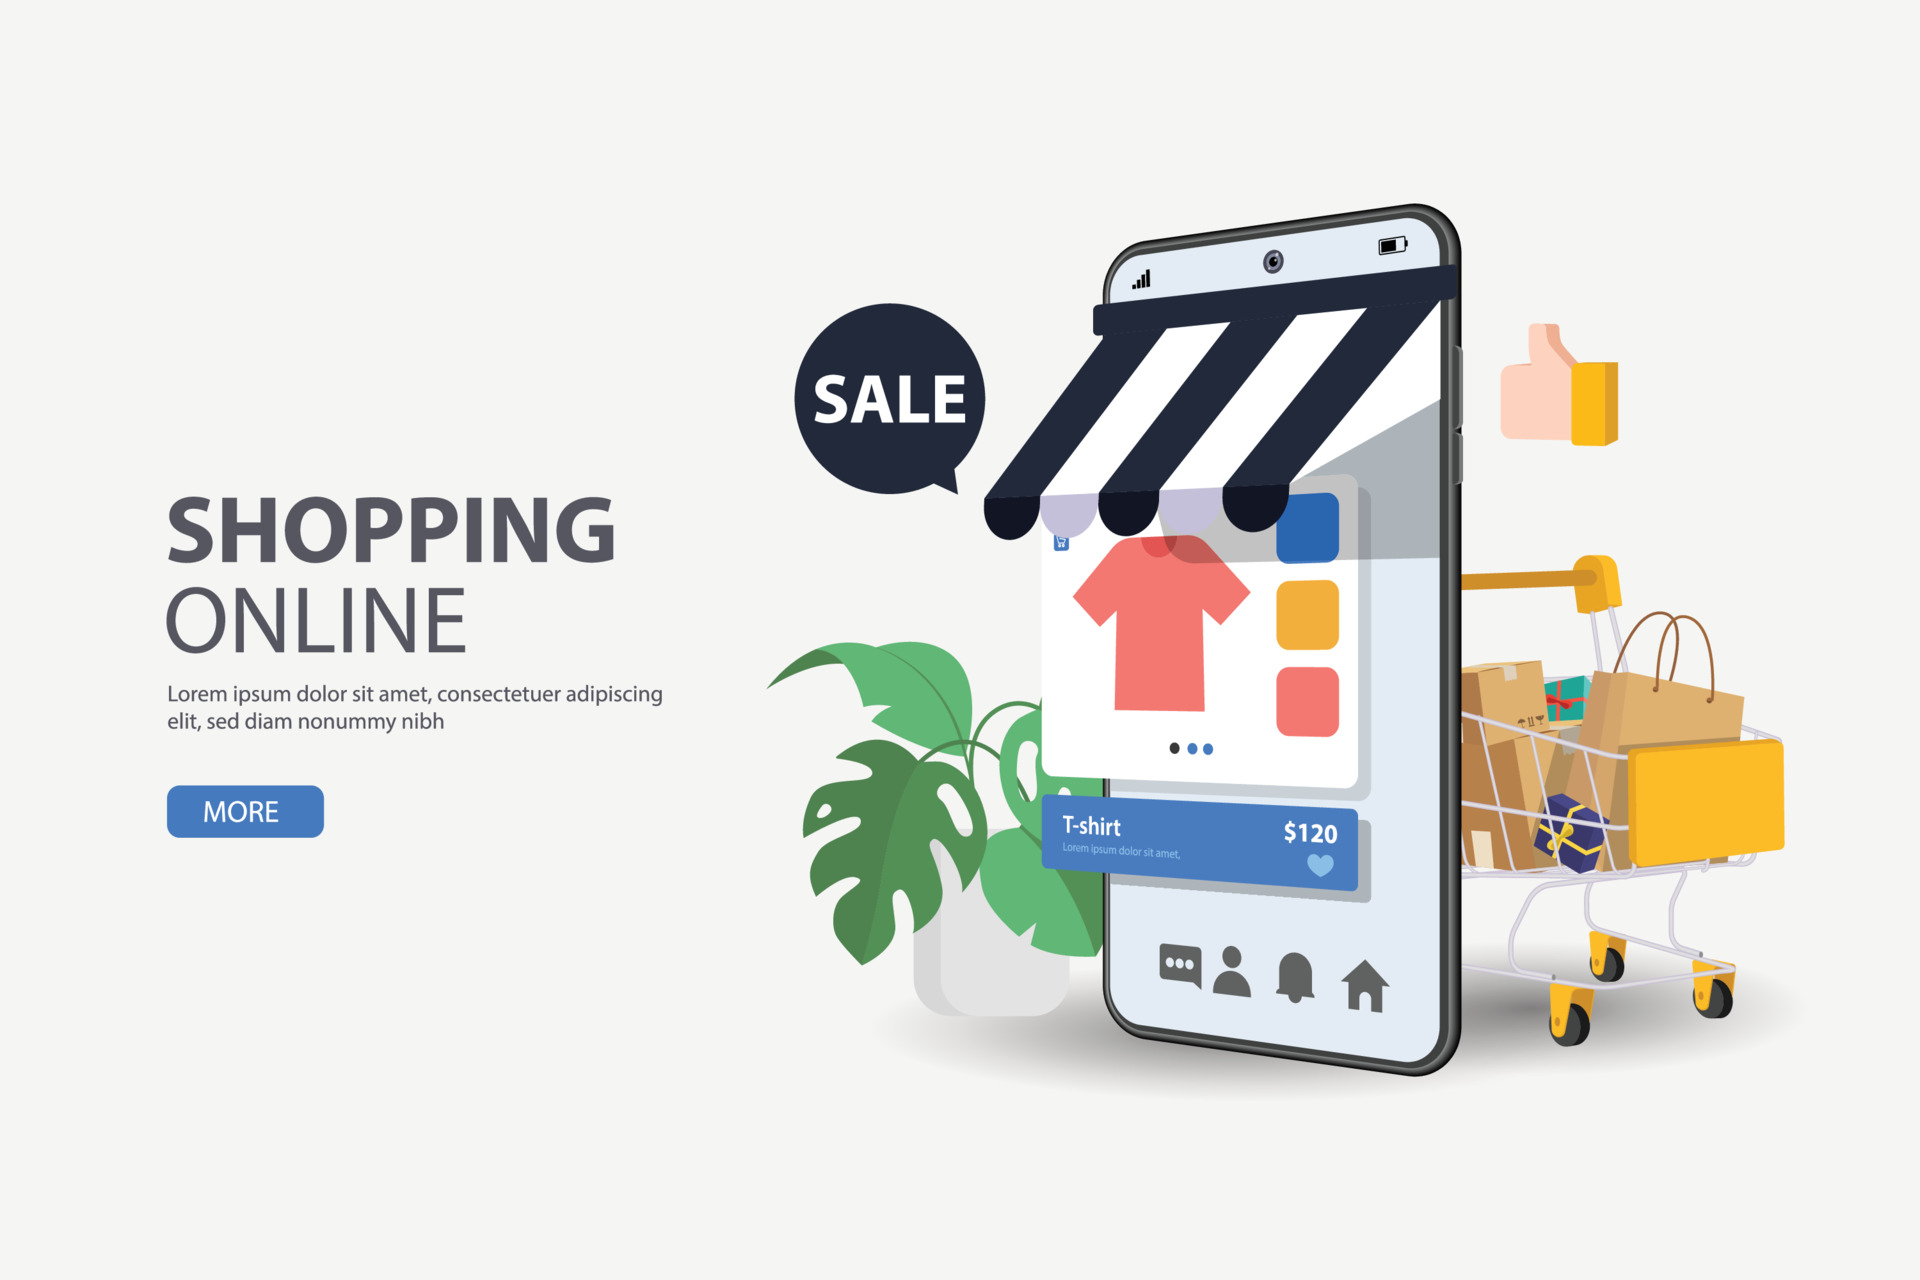 SHOPPING
ONLINE
Lorem ipsum dolor sit amet, consectetuer adipiscing
elit, sed diam nonummy nibh
MORE
SALE
T-shirt
$120
Lorem ipsum dolor sit amet,